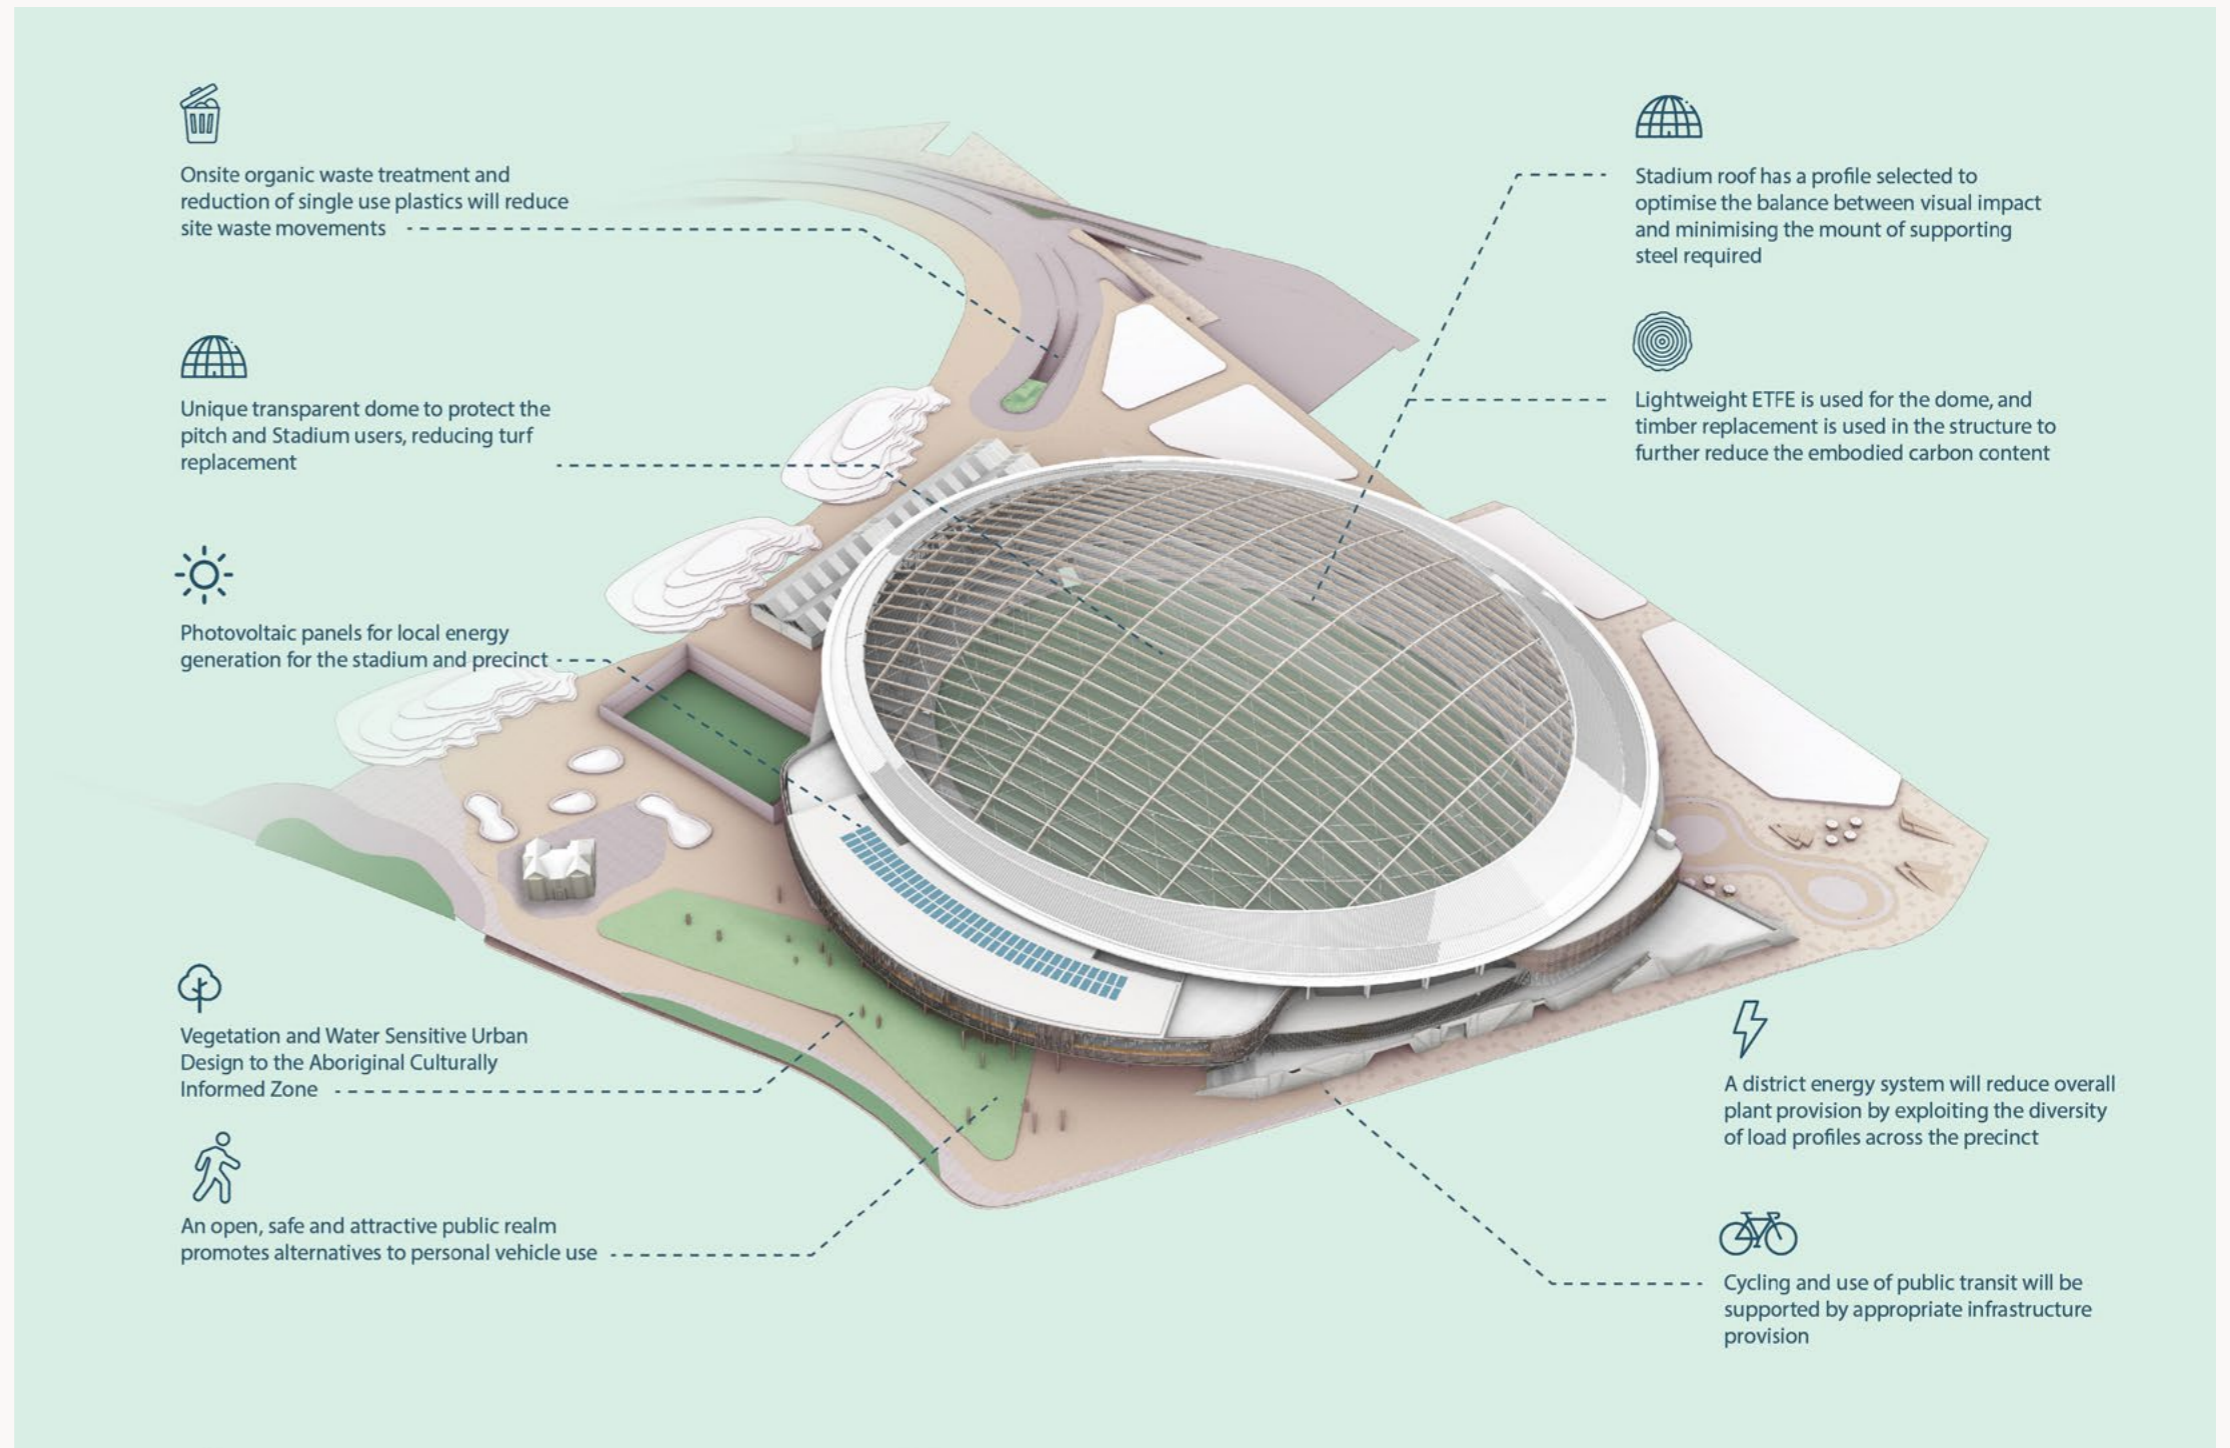 Onsite organic waste treatment and
reduction of single use plastics will reduce
site waste movements
Unique transparent dome to protect the
pitch and Stadium users, reducing turf
replacement
Photovoltaic panels for local energy
generation for the stadium and precinct
Vegetation and Water Sensitive Urban
Design to the Aboriginal Culturally
Informed Zone
An open, safe and attractive public realm
promotes alternatives to personal vehicle use
Stadium roof has a profile selected to
optimise the balance between visual impact
and minimising the mount of supporting
steel required
Lightweight ETFE is used for the dome, and
timber replacement is used in the structure to
further reduce the embodied carbon content
A district energy system will reduce overall
plant provision by exploiting the diversity
of load profiles across the precinct
Cycling and use of public transit will be
supported by appropriate infrastructure
provision